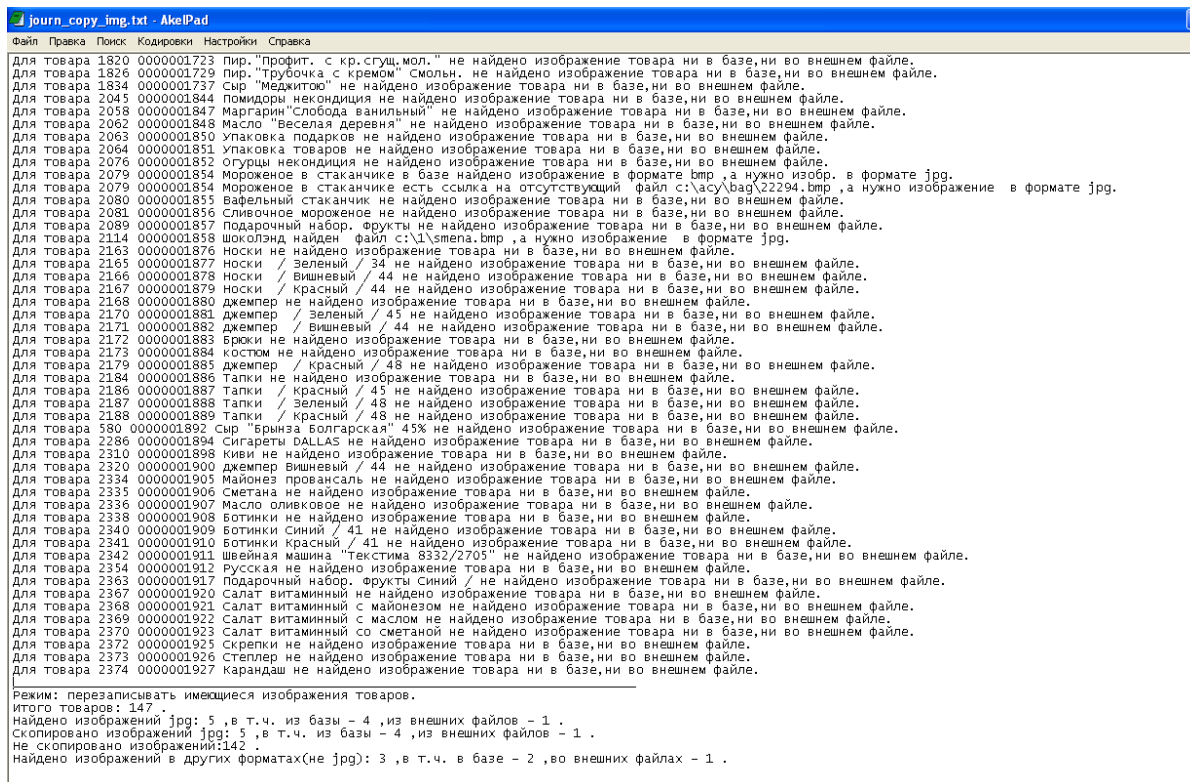 journ_copy_img.txt - AkelPad
Файл Правка Поиск Кодировки Настройки Справка
Для товара 1820 0000001723 Пир."Профит. с кр.сгущ.мол." не найдено изображение товара ни в базе,ни во внешнем файле.
Для товара 1826 0000001729 Пир."Трубочка с кремом" Смольн. не найдено изображение товара ни в базе,ни во внешнем файле.
Для товара 1834 0000001737 Сыр "Меджитою" не найдено изображение товара ни в базе,ни во внешнем файле.
Для товара 2045 0000001844 Помидоры некондиция не найдено изображение товара ни в базе,ни во внешнем файле.
Для товара 2058 0000001847 Маргарин"Слобода ванильный" не найдено изображение товара ни в базе,ни во внешнем файле.
Для товара 2062 0000001848 Масло "Веселая деревня" не найдено изображение товара ни в базе,ни во внешнем файле.
Для товара 2063 0000001850 Упаковка подарков не найдено изображение товара ни в базе,ни во внешнем файле.
Для товара 2064 0000001851 Упаковка товаров не найдено изображение товара ни в базе,ни во внешнем файле.
Для товара 2076 0000001852 Огурцы некондиция не найдено изображение товара ни в базе,ни во внешнем файле.
Для товара 2079 0000001854 Мороженое в стаканчике в базе найдено изображение в формате bmp ,а нужно изобр. в формате jpg.
Для товара 2079 0000001854 Мороженое в стаканчике есть ссылка на отсутствующий файл c:\acy\bag\22294.bmp ,а нужно изображение в формате jpg.
Для товара 2080 0000001855 Вафельный стаканчик не найдено изображение товара ни в базе,ни во внешнем файле.
Для товара 2081 0000001856 Сливочное мороженое не найдено изображение товара ни в базе,ни во внешнем файле.
Для товара 2089 0000001857 Подарочный набор. Фрукты не найдено изображение товара ни в базе,ни во внешнем файле.
Для товара 2114 0000001858 Шоколэнд найден файл c:\1\smena.bmp ,а нужно изображение в формате jpg.
Для товара 2163 0000001876 Носки не найдено изображение товара ни в базе,ни во внешнем файле.
Для товара 2165 0000001877 Носки / Зеленый / 34 не найдено изображение товара ни в базе,ни во внешнем файле.
Для товара 2166 0000001878 Носки / Вишневый / 44 не найдено изображение товара ни в базе,ни во внешнем файле.
Для товара 2167 0000001879 Носки / Красный / 44 не найдено изображение товара ни в базе,ни во внешнем файле.
Для товара 2168 0000001880 джемпер не найдено изображение товара ни в базе,ни во внешнем файле.
Для товара 2170 0000001881 джемпер / Зеленый / 45 не найдено изображение товара ни в базе,ни во внешнем файле.
Для товара 2171 0000001882 джемпер / Вишневый / 44 не найдено изображение товара ни в базе,ни во внешнем файле.
Для товара 2172 0000001883 Брюки не найдено изображение товара ни в базе,ни во внешнем файле.
Для товара 2173 0000001884 костюм не найдено изображение товара ни в базе,ни во внешнем файле.
Для товара 2179 0000001885 джемпер / Красный / 48 не найдено изображение товара ни в базе,ни во внешнем файле.
Для товара 2184 0000001886 Тапки не найдено изображение товара ни в базе,ни во внешнем файле.
Для товара 2186 0000001887 Тапки / Красный / 45 не найдено изображение товара ни в базе,ни во внешнем файле.
Для товара 2187 0000001888 Тапки / Зеленый / 48 не найдено изображение товара ни в базе,ни во внешнем файле.
Для товара 2188 0000001889 Тапки / Красный / 48 не найдено изображение товара ни в базе,ни во внешнем файле.
Для товара 580 0000001892 Сыр "Брынза Болгарская" 45% не найдено изображение товара ни в базе,ни во внешнем файле.
Для товара 2286 0000001894 Сигареты DALLAS не найдено изображение товара ни в базе,ни во внешнем файле.
Для товара 2310 0000001898 Киви не найдено изображение товара ни в базе,ни во внешнем файле.
Для товара 2320 0000001900 джемпер Вишневый / 44 не найдено изображение товара ни в базе,ни во внешнем файле.
Для товара 2334 0000001905 Майонез провансаль не найдено изображение товара ни в базе,ни во внешнем файле.
Для товара 2335 0000001906 Сметана не найдено изображение товара ни в базе,ни во внешнем файле.
Для товара 2336 0000001907 Масло оливковое не найдено изображение товара ни в базе,ни во внешнем файле.
Для товара 2338 0000001908 Ботинки не найдено изображение товара ни в базе,ни во внешнем файле.
Для товара 2340 0000001909 Ботинки Синий / 41 не найдено изображение товара ни в базе,ни во внешнем файле.
Для товара 2341 0000001910 Ботинки Красный / 41 не найдено изображение товара ни в базе,ни во внешнем файле.
Для товара 2342 0000001911 Швейная машина "Текстима 8332/2705" не найдено изображение товара ни в базе,ни во внешнем файле.
Для товара 2354 0000001912 Русская не найдено изображение товара ни в базе,ни во внешнем файле.
Для товара 2363 0000001917 Подарочный набор. Фрукты Синий / не найдено изображение товара ни в базе,ни во внешнем файле.
Для товара 2367 0000001920 Салат витаминный не найдено изображение товара ни в базе,ни во внешнем файле.
Для товара 2368 0000001921 Салат витаминный с майонезом не найдено изображение товара ни в базе,ни во внешнем файле.
Для товара 2369 0000001922 Салат витаминный с маслом не найдено изображение товара ни в базе,ни во внешнем файле.
Для товара 2370 0000001923 Салат витаминный со сметаной не найдено изображение товара ни в базе,ни во внешнем файле.
Для товара 2372 0000001925 Скрепки не найдено изображение товара ни в базе,ни во внешнем файле.
Для товара 2373 0000001926 Степлер не найдено изображение товара ни в базе,ни во внешнем файле.
Для товара 2374 0000001927 Карандаш не найдено изображение товара ни в базе,ни во внешнем файле.
Режим: перезаписывать имеющиеся изображения товаров.
Итого товаров: 147 .
Найдено изображений jpg: 5 ,в т.ч. из базы - 4 ,из внешних файлов - 1 .
Скопировано изображений jpg: 5 ,в т.ч. из базы - 4 ,из внешних файлов - 1 .
Не скопировано изображений:142 .
Найдено изображений в других форматах(не jpg): 3 ,в т.ч. в базе - 2 ,во внешних файлах - 1 .